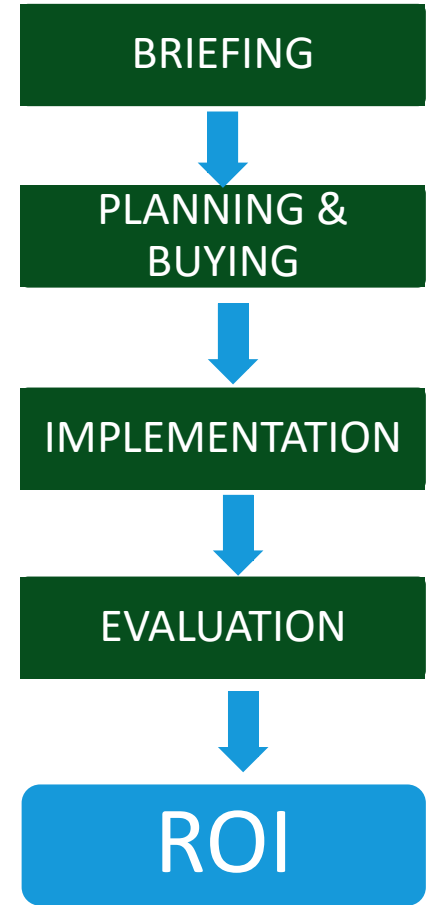 BRIEFING
PLANNING &
BUYING
IMPLEMENTATION
EVALUATION
ROI